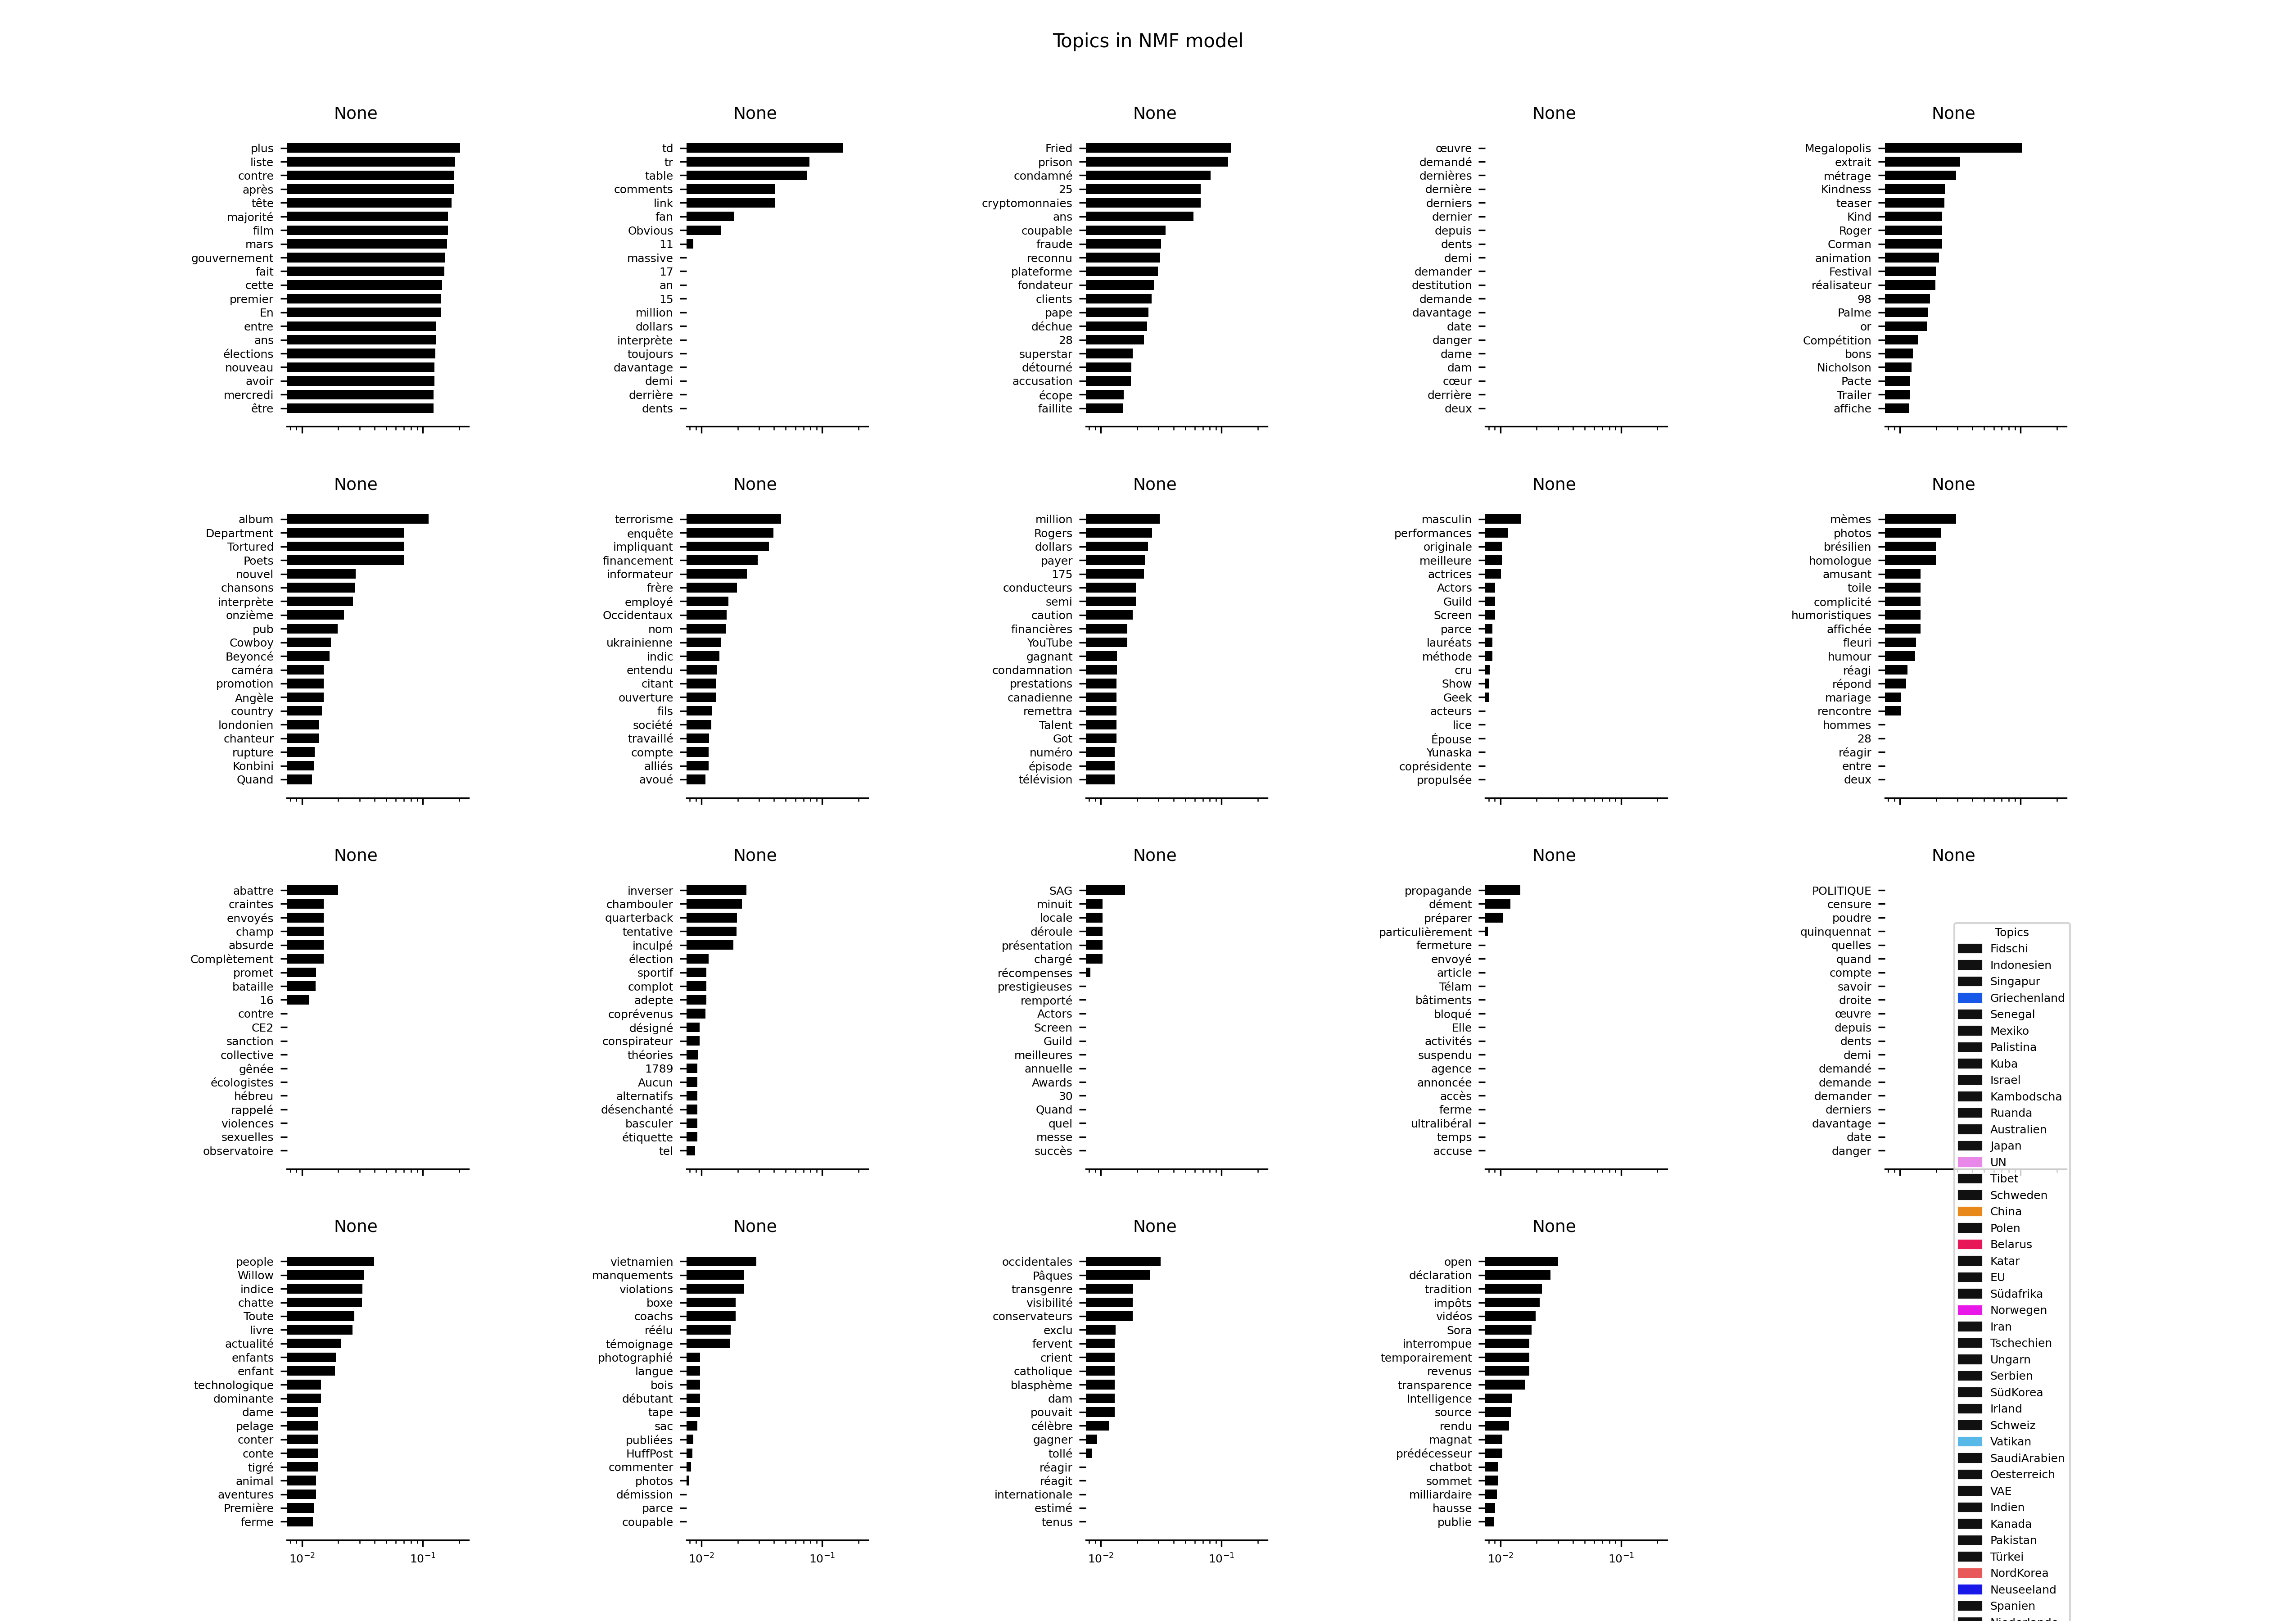 Topics in NMF model
None
plus
liste
contre
après
tête
majorité
film
mars
gouvernement
fait
cette
premier
En
entre
ans
élections
nouveau
avoir
mercredi
être
None
td
tr
table
comments
link
fan
Obvious
11
massive
17
an
15
million
dollars
interprète
toujours
davantage
demi
derrière
dents
None
Fried
prison
condamné
25
cryptomonnaies
ans
coupable
fraude
reconnu
plateforme
fondateur
clients
pape
déchue
28
superstar
détourné
accusation
écope
faillite
None
œuvre
demandé
dernières
dernière
derniers
dernier
depuis
dents
demi
demander
destitution
demande
davantage
date
danger
dame
dam
cœur
derrière
deux
None
Megalopolis
extrait
métrage
Kindness
teaser
Kind
Roger
Corman
animation
Festival
réalisateur
98
Palme
or
Compétition
bons
Nicholson
Pacte
Trailer
affiche
None
album
Department
Tortured
Poets
nouvel
chansons
interprète
onzième
pub
Cowboy
Beyoncé
caméra
promotion
Angèle
country
londonien
chanteur
rupture
Konbini
Quand
None
terrorisme
enquête
impliquant
financement
informateur
frère
employé
Occidentaux
nom
ukrainienne
indic
entendu
citant
ouverture
fils
société
travaillé
compte
alliés
avoué
None
million
Rogers
dollars
payer
175
conducteurs
semi
caution
financières
YouTube
gagnant
condamnation
prestations
canadienne
remettra
Talent
Got
numéro
épisode
télévision
None
masculin
performances
originale
meilleure
actrices
Actors
Guild
Screen
parce
lauréats
méthode
cru
Show
Geek
acteurs
lice
Épouse
Yunaska
coprésidente
propulsée
None
mèmes
photos
brésilien
homologue
amusant
toile
complicité
humoristiques
affichée
fleuri
humour
réagi
répond
mariage
rencontre
hommes
28
réagir
entre
deux
None
abattre
craintes
envoyés
champ
absurde
Complètement
promet
bataille
16
contre
CE2
sanction
collective
gênée
écologistes
hébreu
rappelé
violences
sexuelles
observatoire
None
inverser
chambouler
quarterback
tentative
inculpé
élection
sportif
complot
adepte
coprévenus
désigné
conspirateur
théories
1789
Aucun
alternatifs
désenchanté
basculer
étiquette
tel
None
SAG
minuit
locale
déroule
présentation
chargé
récompenses
prestigieuses
remporté
Actors
Screen
Guild
meilleures
annuelle
Awards
30
Quand
quel
messe
succès
None
propagande
dément
préparer
particulièrement
fermeture
envoyé
article
Télam
bâtiments
bloqué
Elle
activités
suspendu
agence
annoncée
accès
ferme
ultralibéral
temps
accuse
None
POLITIQUE
censure
poudre
quinquennat
quelles
quand
compte
savoir
droite
œuvre
depuis
dents
demi
demandé
demande
demander
derniers
davantage
date
danger
None
people
Willow
indice
chatte
Toute
livre
actualité
enfants
enfant
technologique
dominante
dame
pelage
conter
conte
tigré
animal
aventures
Première
ferme
10⁻² 10⁻¹
None
vietnamien
manquements
violations
boxe
coachs
réélu
témoignage
photographié
langue
bois
débutant
tape
sac
publiées
HuffPost
commenter
photos
démission
parce
coupable
10⁻² 10⁻¹
None
occidentales
Pâques
transgenre
visibilité
conservateurs
exclu
fervent
crient
catholique
blasphème
dam
pouvait
célèbre
gagner
tollé
réagir
réagit
internationale
estimé
tenus
10⁻² 10⁻¹
None
open
déclaration
tradition
impôts
vidéos
Sora
interrompue
temporairement
revenus
transparence
Intelligence
source
rendu
magnat
prédécesseur
chatbot
sommet
milliardaire
hausse
publie
10⁻² 10⁻¹
Topics
Fidschi
Indonesien
Singapur
Griechenland
Senegal
Mexiko
Palistina
Kuba
Israel
Kambodscha
Ruanda
Australien
Japan
UN
Tibet
Schweden
China
Polen
Belarus
Katar
EU
Südafrika
Norwegen
Iran
Tschechien
Ungarn
Serbien
SüdKorea
Irland
Schweiz
Vatikan
SaudiArabien
Oesterreich
VAE
Indien
Kanada
Pakistan
Türkei
NordKorea
Neuseeland
Spanien